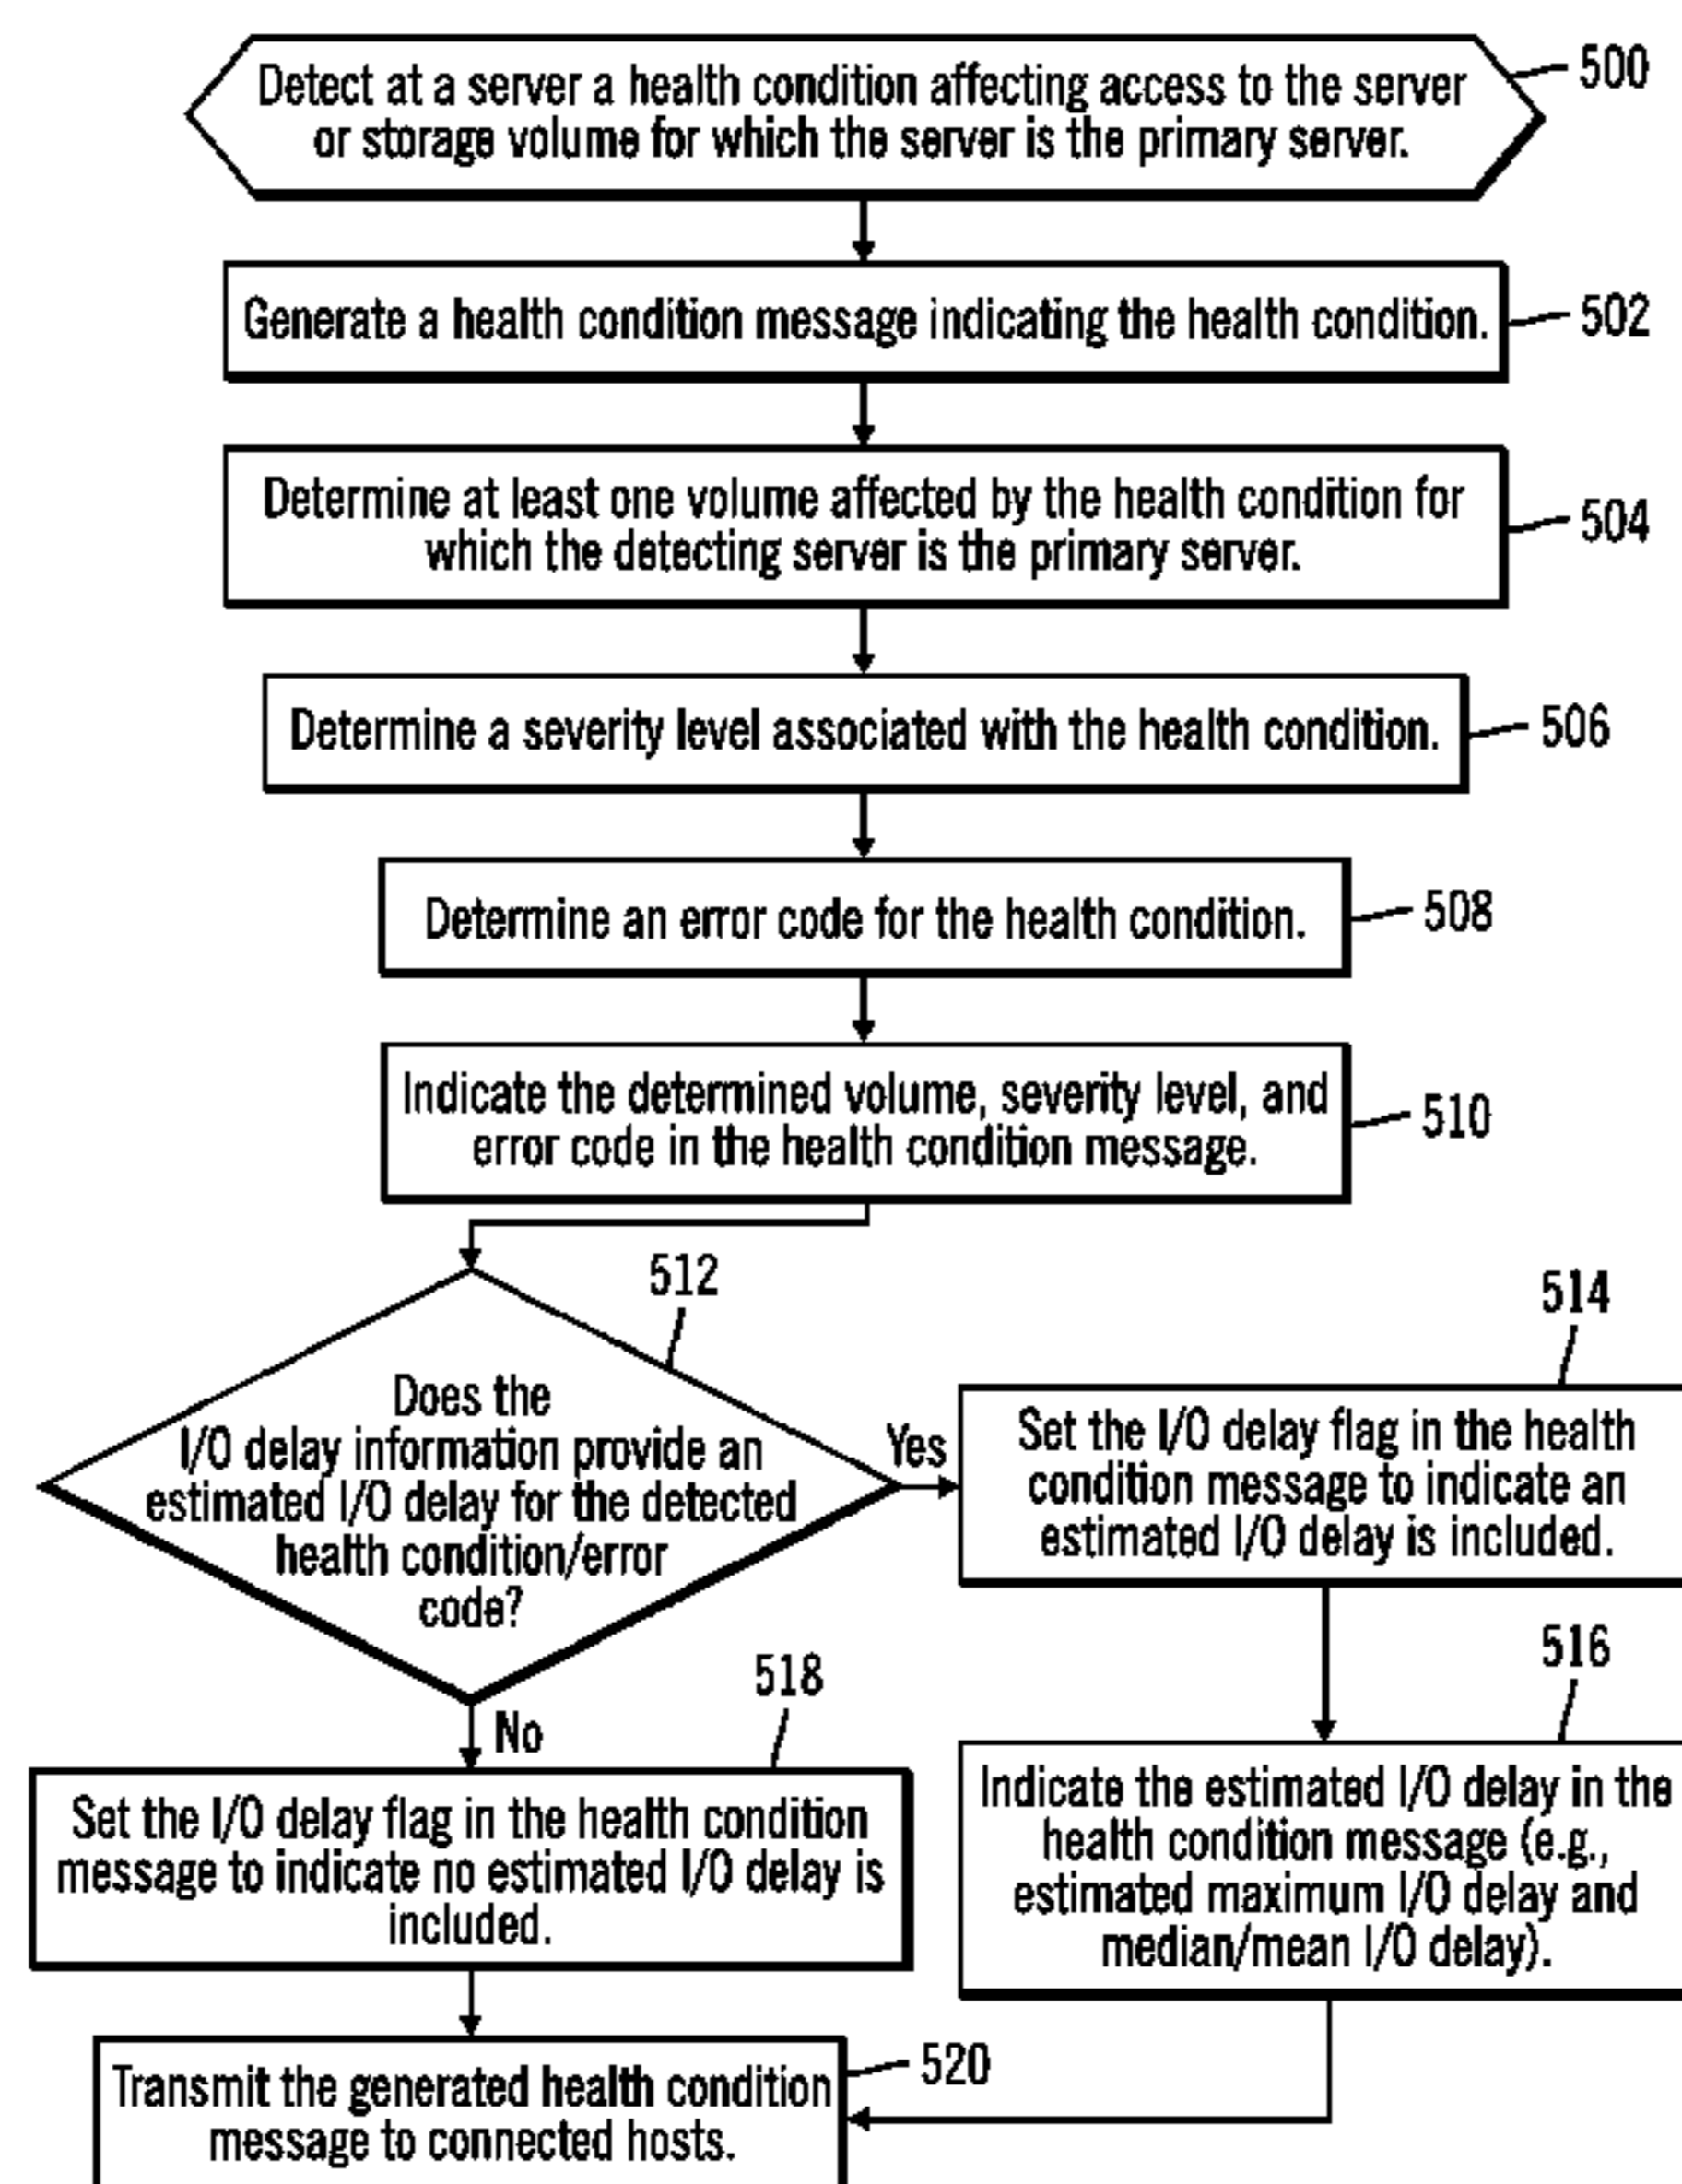 Detect at a server a health condition affecting access to the server
or storage volume for which the server is the primary server.
500
Generate a health condition message indicating the health condition.
502
Determine at least one volume affected by the health condition for
which the detecting server is the primary server.
504
Determine a severity level associated with the health condition.
506
Determine an error code for the health condition.
508
Indicate the determined volume, severity level, and
error code in the health condition message.
510
512
Does the
I/O delay information provide an
estimated I/O delay for the detected
health condition/error
code?
Yes
514
Set the I/O delay flag in the health
condition message to indicate an
estimated I/O delay is included.
516
Indicate the estimated I/O delay in the
health condition message (e.g.,
estimated maximum I/O delay and
median/mean I/O delay).
No
518
Set the I/O delay flag in the health condition
message to indicate no estimated I/O delay is
included.
Transmit the generated health condition
message to connected hosts.
520